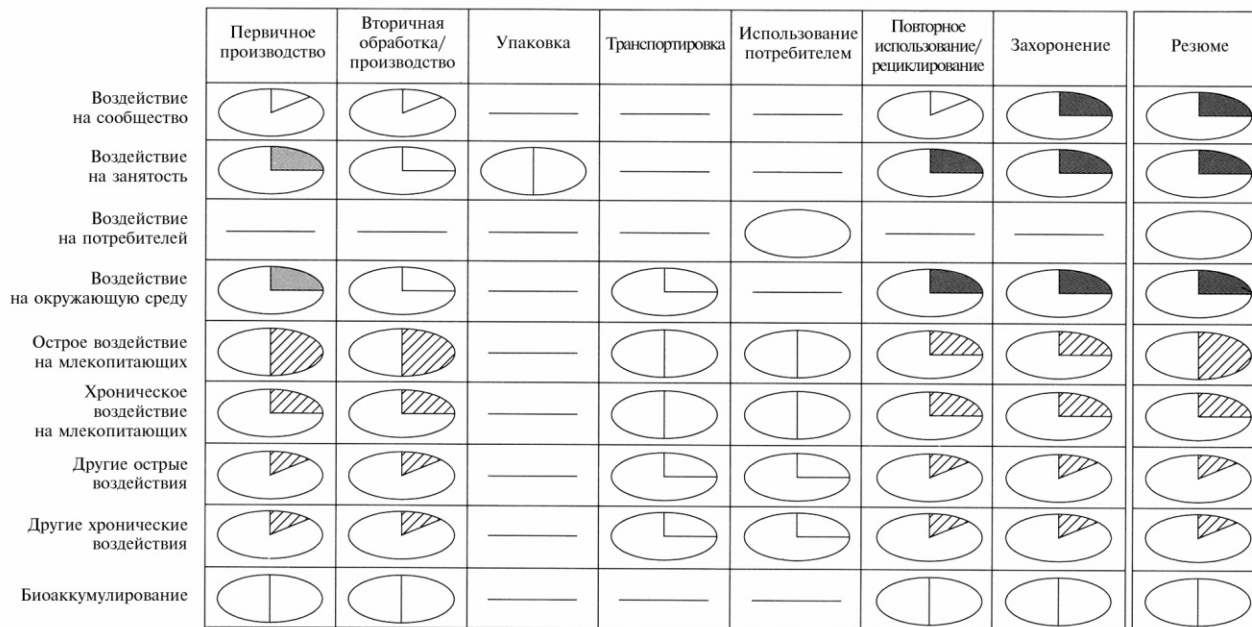 Первичное
производство
Вторичная
обработка/
производство
Упаковка
Транспортировка
Использование
потребителем
Повторное
использование/
рециклирование
Захоронение
Резюме
Воздействие
на сообщество
Воздействие
на занятость
Воздействие
на потребителей
Воздействие
на окружающую среду
Острое воздействие
на млекопитающих
Хроническое
воздействие
на млекопитающих
Другие острые
воздействия
Другие хронические
воздействия
Биоаккумулирование